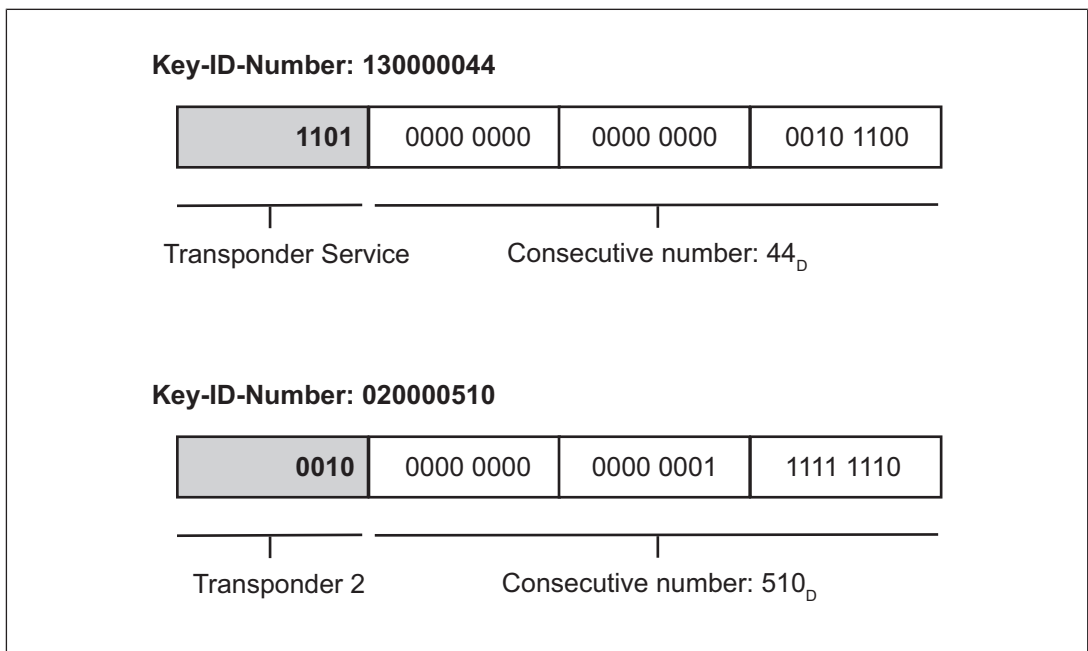 Key-ID-Number: 130000044
1101 0000 0000 0000 0000 0010 1100
Transponder Service Consecutive number: 44D
Key-ID-Number: 020000510
0010 0000 0000 0000 0001 1111 1110
Transponder 2 Consecutive number: 510D